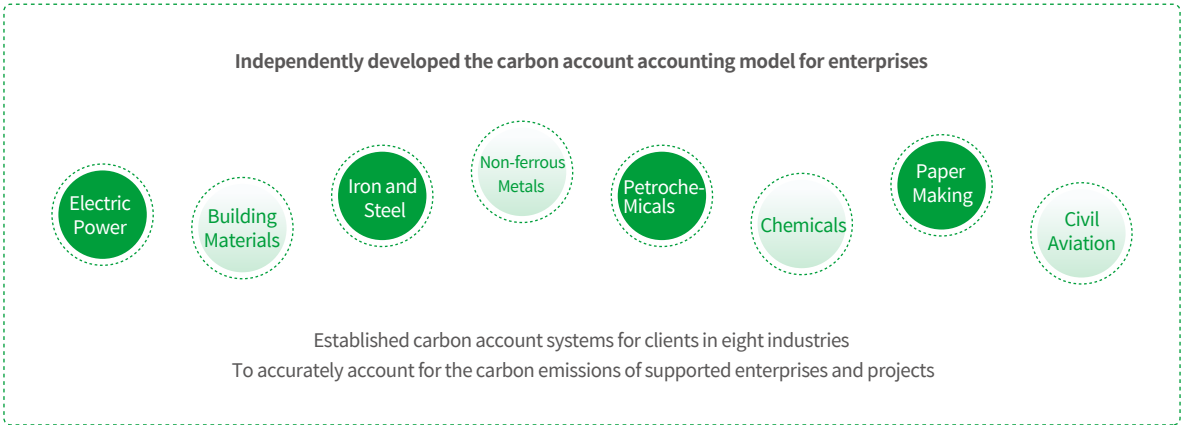 Independently developed the carbon account accounting model for enterprises
Electric
Power
Building
Materials
Iron and
Steel
Non-ferrous
Metals
Petroche-
Micals
Chemicals
Paper
Making
Civil
Aviation
Established carbon account systems for clients in eight industries
To accurately account for the carbon emissions of supported enterprises and projects